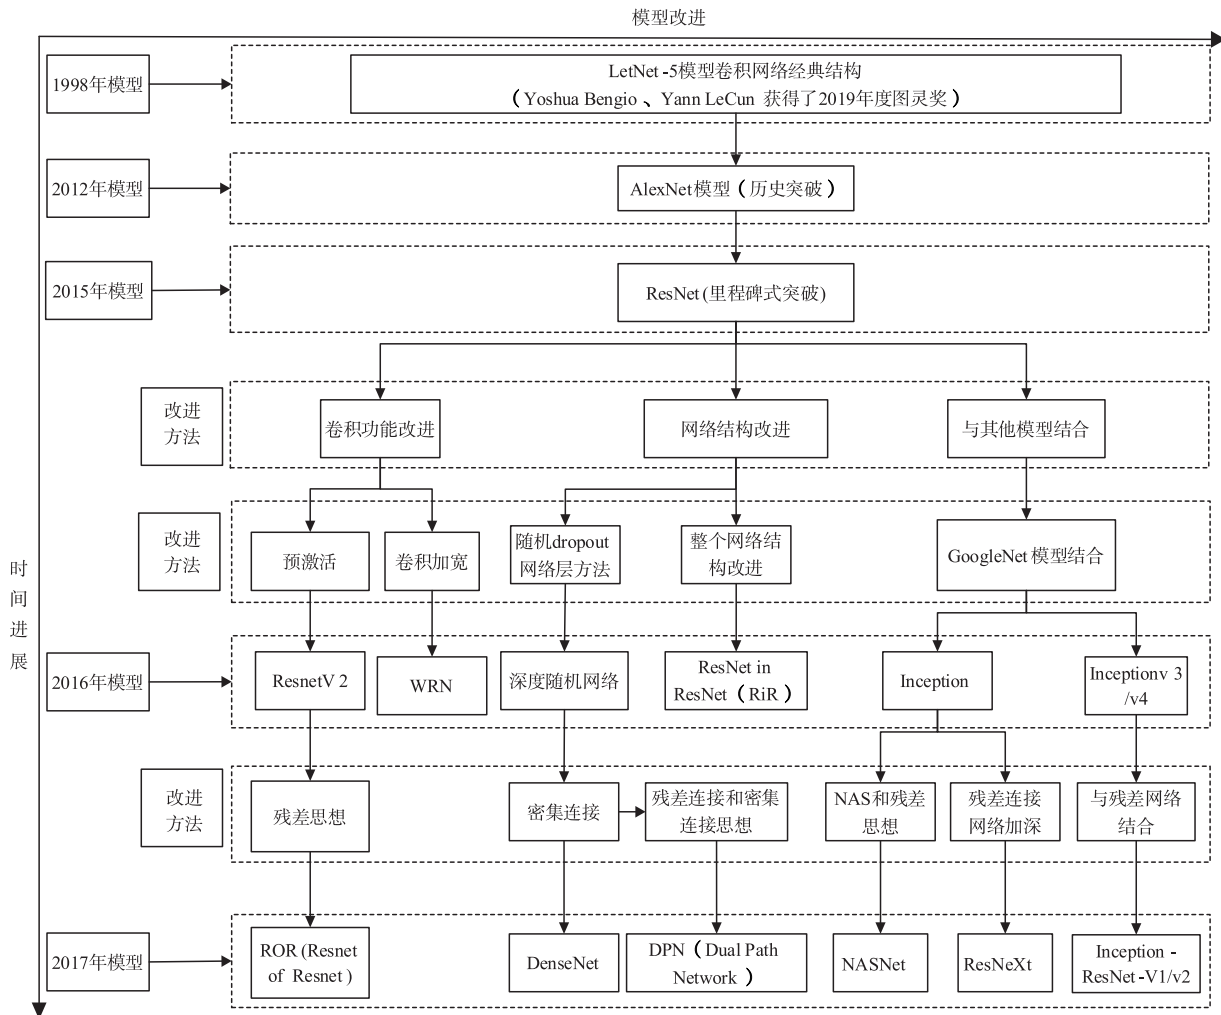 模型改进
1998年模型
LetNet-5模型卷积网络经典结构
（Yoshua Bengio 、Yann LeCun 获得了2019年度图灵奖）
2012年模型
AlexNet模型（历史突破）
2015年模型
ResNet(里程碑式突破)
改进
方法
卷积功能改进
网络结构改进
与其他模型结合
改进
方法
预激活
卷积加宽
随机dropout
网络层方法
整个网络结
构改进
GoogleNet 模型结合
时
间
进
展
2016年模型
ResnetV 2
WRN
深度随机网络
ResNet in
ResNet（RiR）
Inception
Inceptionv 3
/v4
改进
方法
残差思想
密集连接
残差连接和密集
连接思想
NAS和残差
思想
残差连接
网络加深
与残差网络
结合
2017年模型
ROR (Resnet
of Resnet )
DenseNet
DPN（Dual Path
Network）
NASNet
ResNeXt
Inception -
ResNet-V1/v2